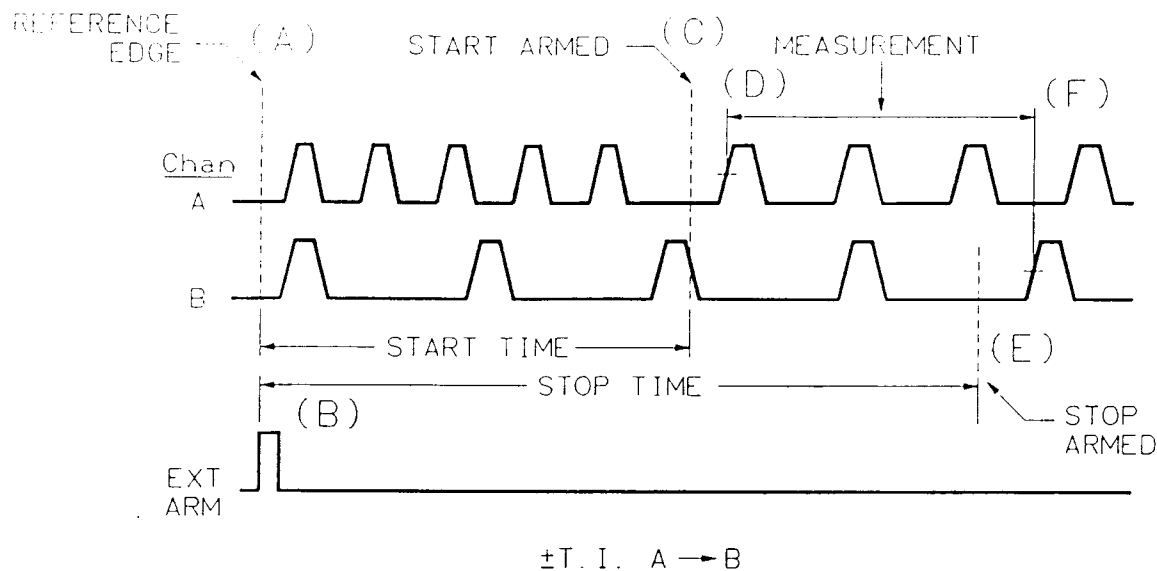 REFERENCE
EDGE
(A)
START ARMED
(C)
MEASUREMENT
(D)
(F)
Chan
A
B
START TIME
(E)
STOP TIME
(B)
STOP
ARMED
EXT
ARM
±T.I. A→B